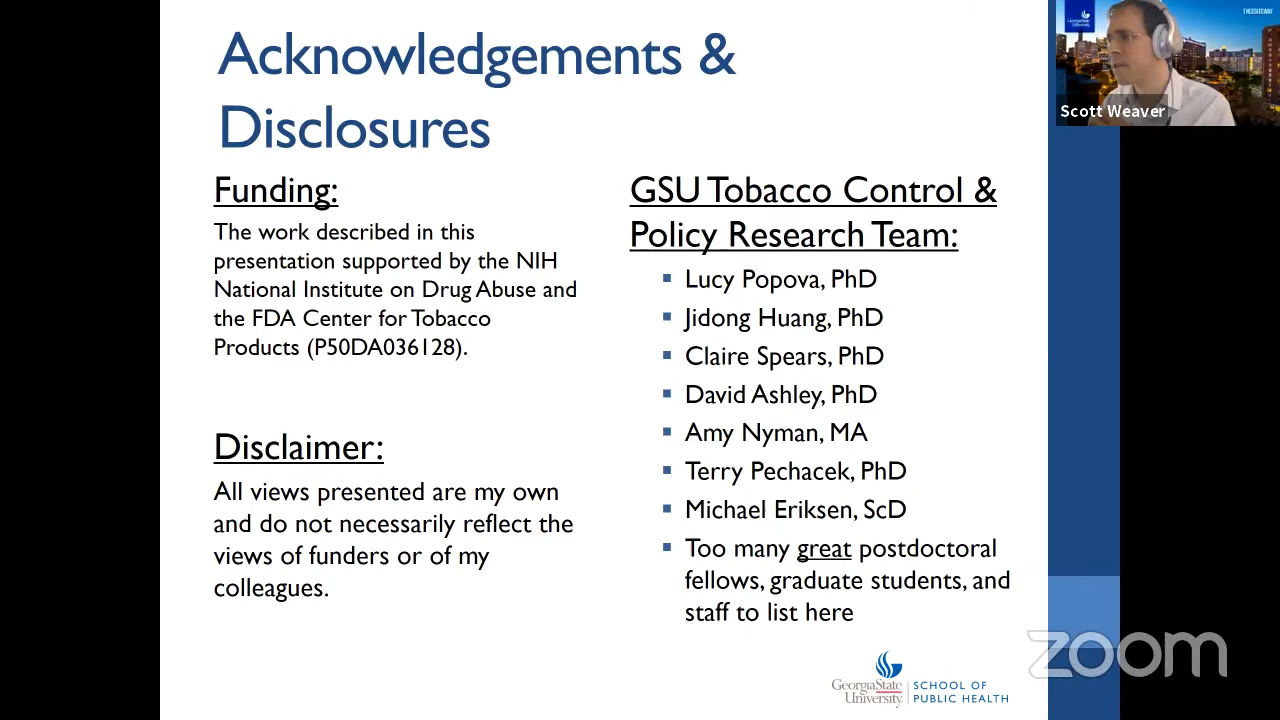 Acknowledgements &
Disclosures
Funding:
The work described in this
presentation supported by the NIH
National Institute on Drug Abuse and
the FDA Center for Tobacco
Products (P50DA036128).
Disclaimer:
All views presented are my own
and do not necessarily reflect the
views of funders or of my
colleagues.
GSU Tobacco Control &
Policy Research Team:
▪ Lucy Popova, PhD
▪ Jidong Huang, PhD
▪ Claire Spears, PhD
▪ David Ashley, PhD
▪ Amy Nyman, MA
▪ Terry Pechacek, PhD
▪ Michael Eriksen, ScD
▪ Too many great postdoctoral
fellows, graduate students, and
staff to list here
GeorgiaState
University
SCHOOL OF
PUBLIC HEALTH
GeorgiaState
University
THESTATEWAY
Scott Weaver
zoom